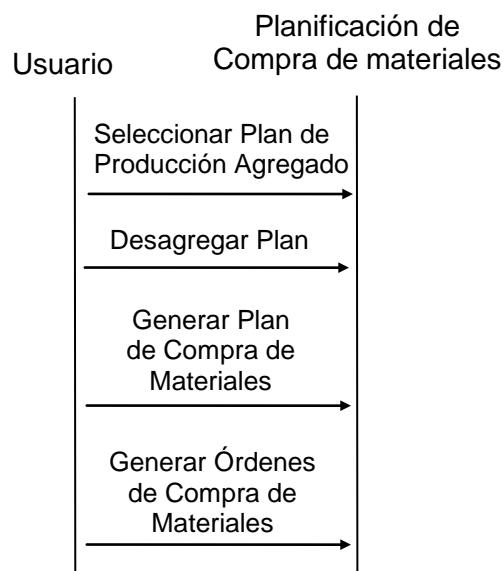 Usuario
Planificación de
Compra de materiales
Seleccionar Plan de
Producción Agregado
Desagregar Plan
Generar Plan
de Compra de
Materiales
Generar Órdenes
de Compra de
Materiales